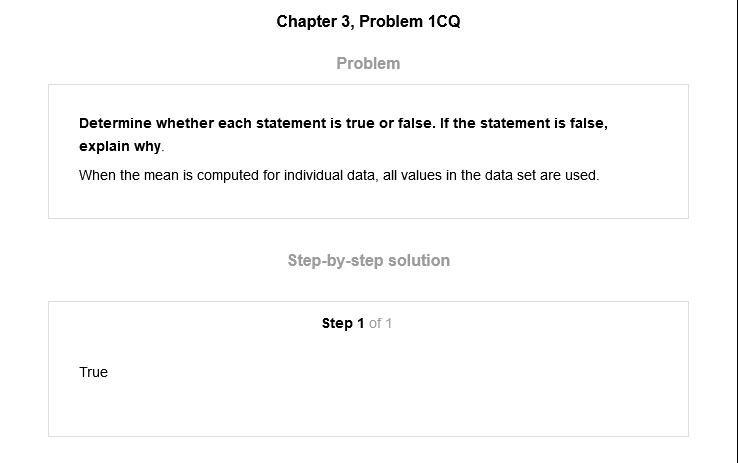 Chapter 3, Problem 1CQ
Problem
Determine whether each statement is true or false. If the statement is false,
explain why.
When the mean is computed for individual data, all values in the data set are used.
Step-by-step solution
Step 1 of 1
True